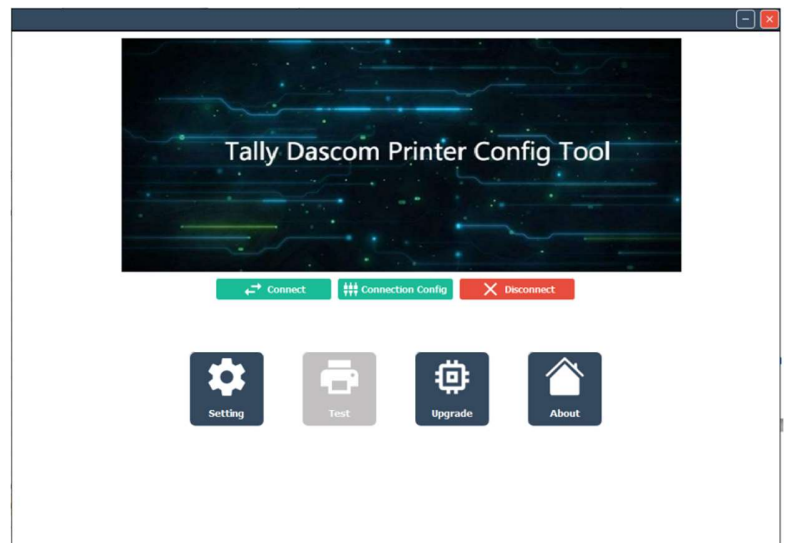 Tally Dascom Printer Config Tool
Connect Connection Config Disconnect
Setting Test Upgrade About